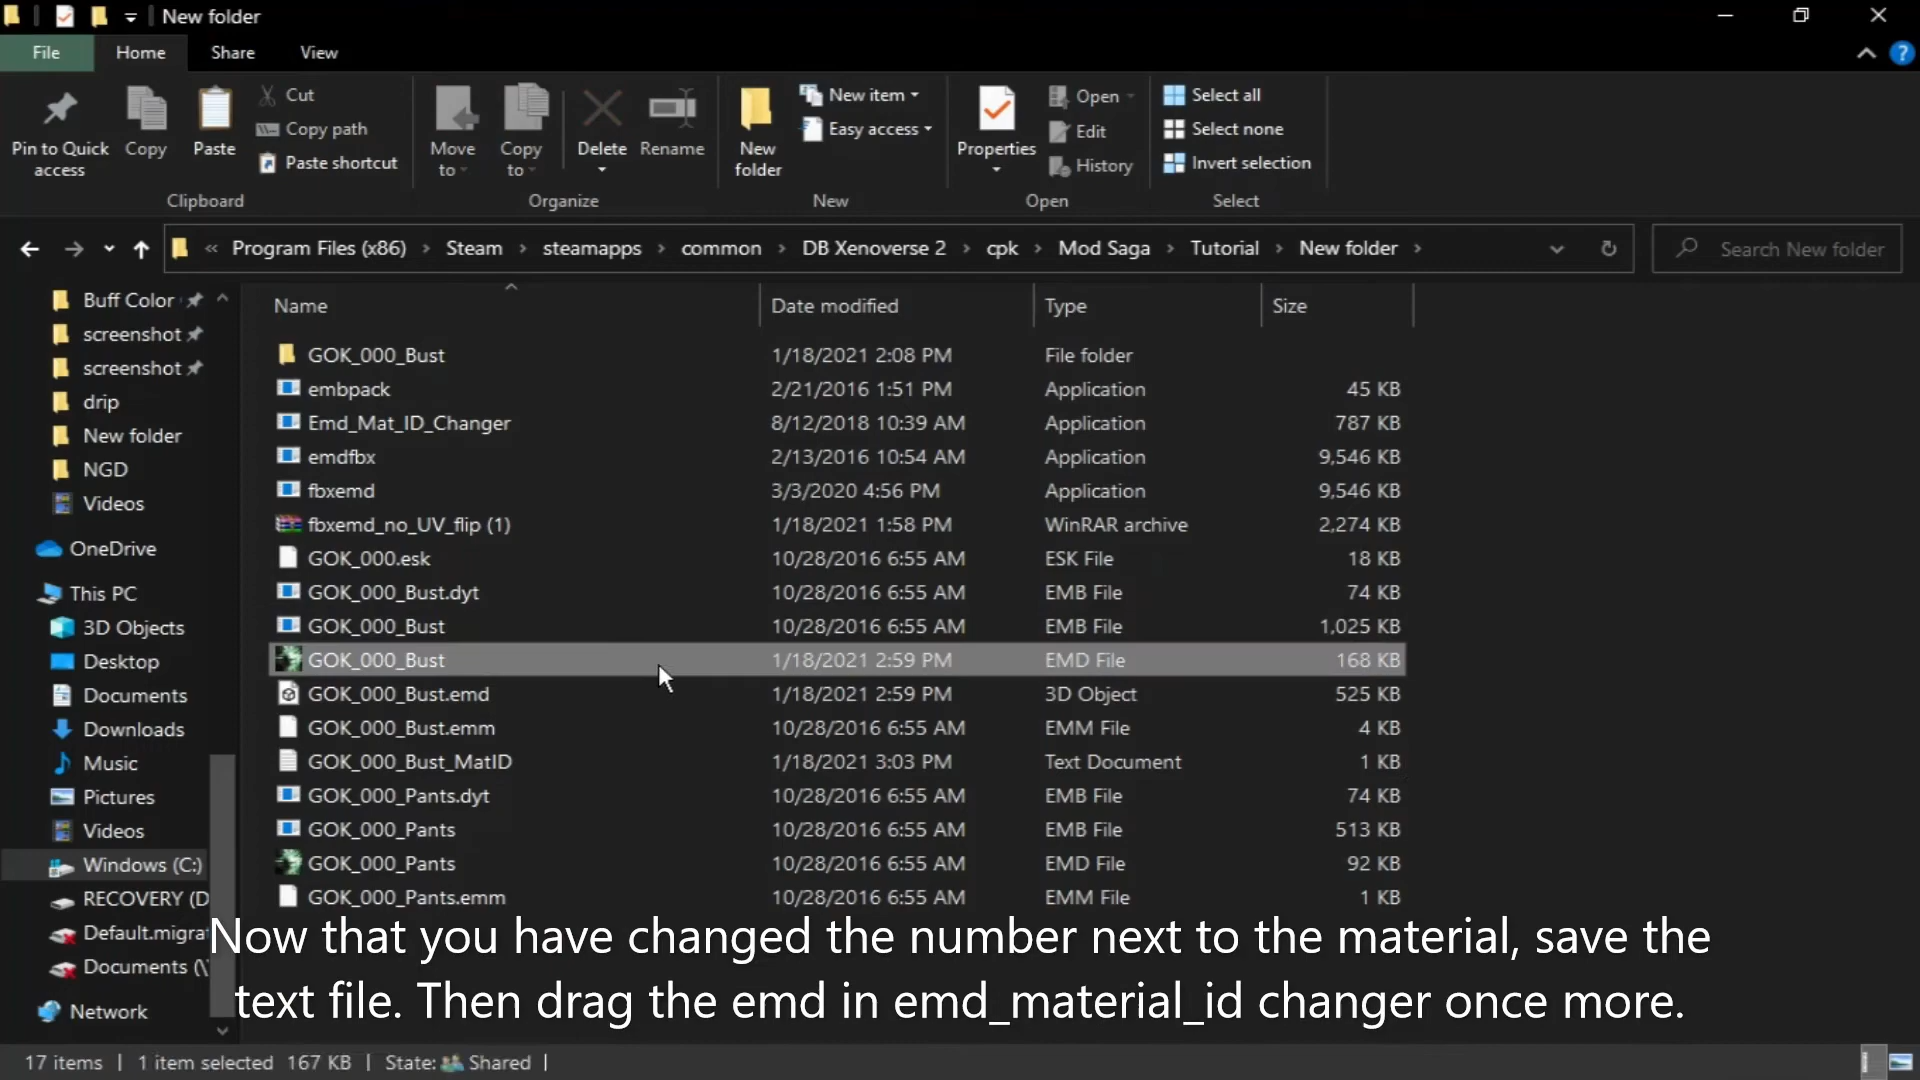 New folder
File Home Share View
Pin to Quick access
Copy
Paste
Cut
Copy path
Paste shortcut
Clipboard
Move to
Copy to
Delete
Rename
Organize
New folder
New item
Easy access
New
Properties
Open
Edit
History
Open
Select all
Select none
Invert selection
Select
« Program Files (x86) › Steam › steamapps › common › DB Xenoverse 2 › cpk › Mod Saga › Tutorial › New folder ›
Search New folder
Buff Color
screenshot
screenshot
drip
New folder
NGD
Videos
OneDrive
This PC
3D Objects
Desktop
Documents
Downloads
Music
Pictures
Videos
Windows (C:)
RECOVERY (D
Default.migra
Documents (\
Network
Name Date modified Type Size
GOK_000_Bust 1/18/2021 2:08 PM File folder
embpack 2/21/2016 1:51 PM Application 45 KB
Emd_Mat_ID_Changer 8/12/2018 10:39 AM Application 787 KB
emdfbx 2/13/2016 10:54 AM Application 9,546 KB
fbxemd 3/3/2020 4:56 PM Application 9,546 KB
fbxemd_no_UV_flip (1) 1/18/2021 1:58 PM WinRAR archive 2,274 KB
GOK_000.esk 10/28/2016 6:55 AM ESK File 18 KB
GOK_000_Bust.dyt 10/28/2016 6:55 AM EMB File 74 KB
GOK_000_Bust 10/28/2016 6:55 AM EMB File 1,025 KB
GOK_000_Bust 1/18/2021 2:59 PM EMD File 168 KB
GOK_000_Bust.emd 1/18/2021 2:59 PM 3D Object 525 KB
GOK_000_Bust.emm 10/28/2016 6:55 AM EMM File 4 KB
GOK_000_Bust_MatID 1/18/2021 3:03 PM Text Document 1 KB
GOK_000_Pants.dyt 10/28/2016 6:55 AM EMB File 74 KB
GOK_000_Pants 10/28/2016 6:55 AM EMB File 513 KB
GOK_000_Pants 10/28/2016 6:55 AM EMD File 92 KB
GOK_000_Pants.emm 10/28/2016 6:55 AM EMM File 1 KB
Now that you have changed the number next to the material, save the
text file. Then drag the emd in emd_material_id changer once more.
17 items | 1 item selected 167 KB | State: Shared |